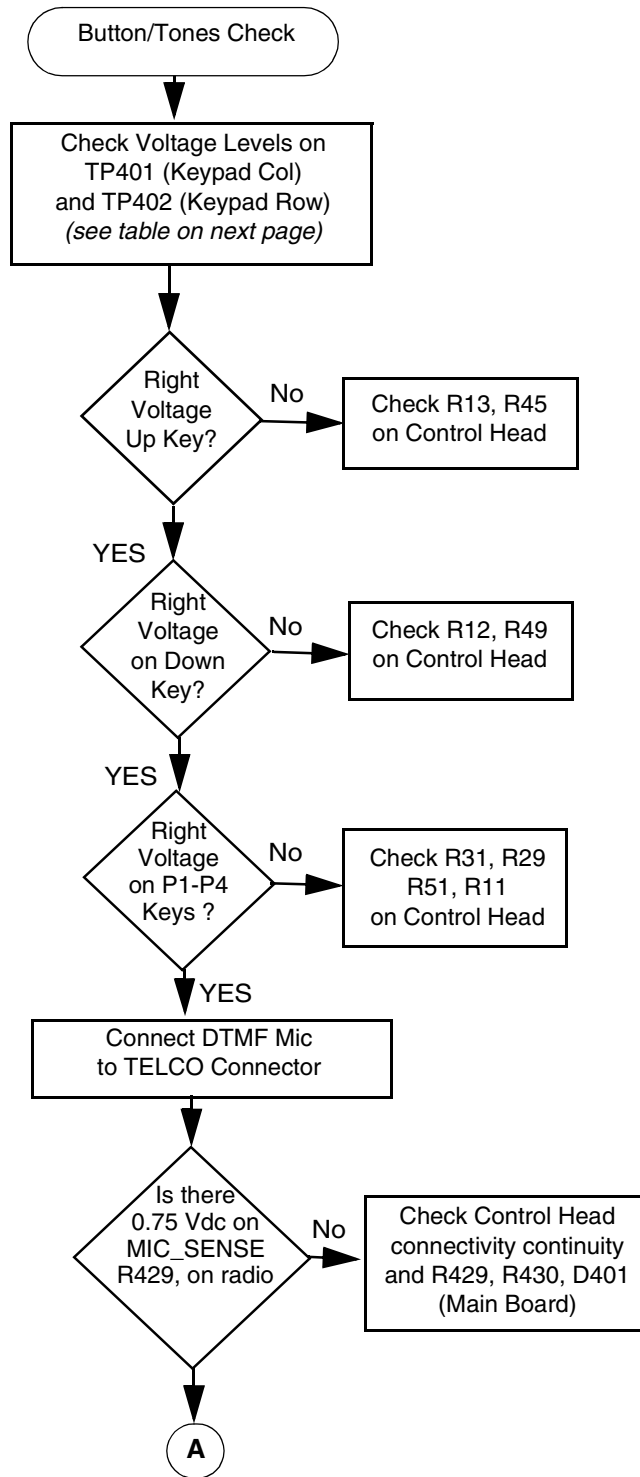 Button/Tones Check
Check Voltage Levels on
TP401 (Keypad Col)
and TP402 (Keypad Row)
(see table on next page)
Right
Voltage
Up Key?
No
Check R13, R45
on Control Head
YES
Right
Voltage
on Down
Key?
No
Check R12, R49
on Control Head
YES
Right
Voltage
on P1-P4
Keys ?
No
Check R31, R29
R51, R11
on Control Head
YES
Connect DTMF Mic
to TELCO Connector
Is there
0.75 Vdc on
MIC_SENSE
R429, on radio
No
Check Control Head
connectivity continuity
and R429, R430, D401
(Main Board)
A